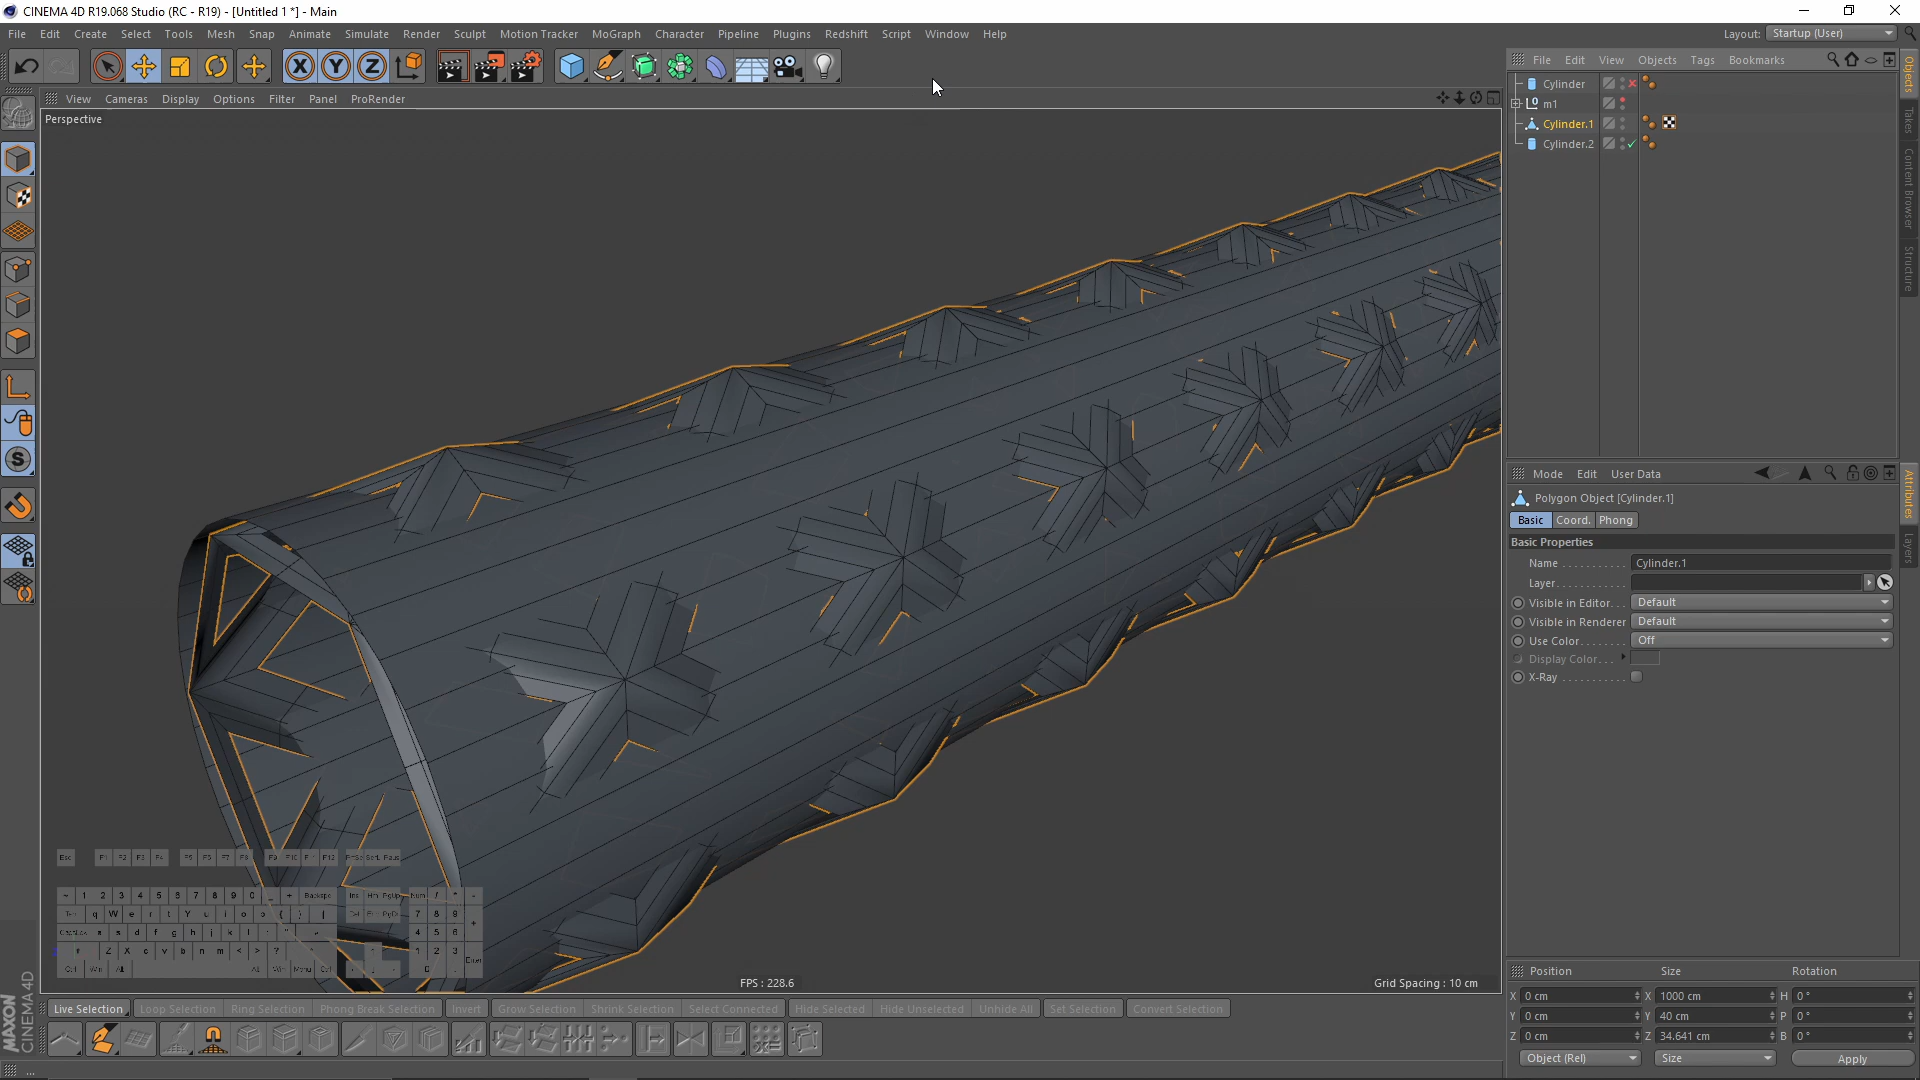 CINEMA 4D R19.068 Studio (RC - R19) - [Untitled 1 *] - Main
File Edit Create Select Tools Mesh Snap Animate Simulate Render Sculpt Motion Tracker MoGraph Character Pipeline Plugins Redshift Script Window Help
Layout: Startup (User)
View Cameras Display Options Filter Panel ProRender
Perspective
File Edit View Objects Tags Bookmarks
Cylinder
m1
Cylinder.1
Cylinder.2
Objects
Takes
Content Browser
Structure
Mode Edit User Data
Polygon Object [Cylinder.1]
Basic Coord. Phong
Basic Properties
Name . . . . . . . . . . . Cylinder.1
Layer. . . . . . . . . . . .
Visible in Editor. . . Default
Visible in Renderer Default
Use Color. . . . . . . . Off
Display Color. . .
X-Ray . . . . . . . . . . .
Attributes
Layers
FPS : 228.6
Grid Spacing : 10 cm
Live Selection Loop Selection Ring Selection Phong Break Selection Invert Grow Selection Shrink Selection Select Connected Hide Selected Hide Unselected Unhide All Set Selection Convert Selection
Position Size Rotation
X 0 cm X 1000 cm H 0 °
Y 0 cm Y 40 cm P 0 °
Z 0 cm Z 34.641 cm B 0 °
Object (Rel) Size Apply
MAXON
CINEMA 4D
...